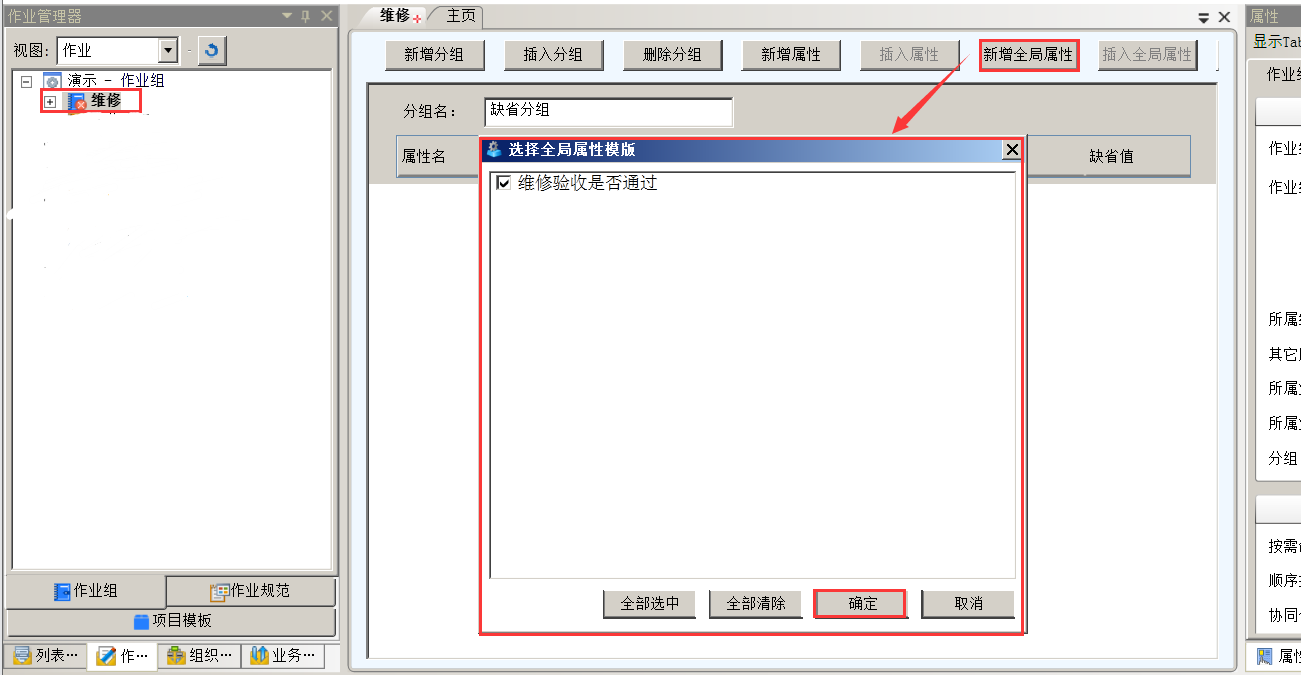 作业管理器
视图:
作业
演示 - 作业组
维修
作业组
作业规范
项目模板
列表…
作…
组织…
业务…
维修
主页
新增分组
插入分组
删除分组
新增属性
插入属性
新增全局属性
插入全局属性
分组名:
缺省分组
属性名
缺省值
选择全局属性模版
维修验收是否通过
全部选中
全部清除
确定
取消
属性
显示Tab
作业
作业
作业
所属
其它
所属
所属
分组
按需
顺序
协同
属性